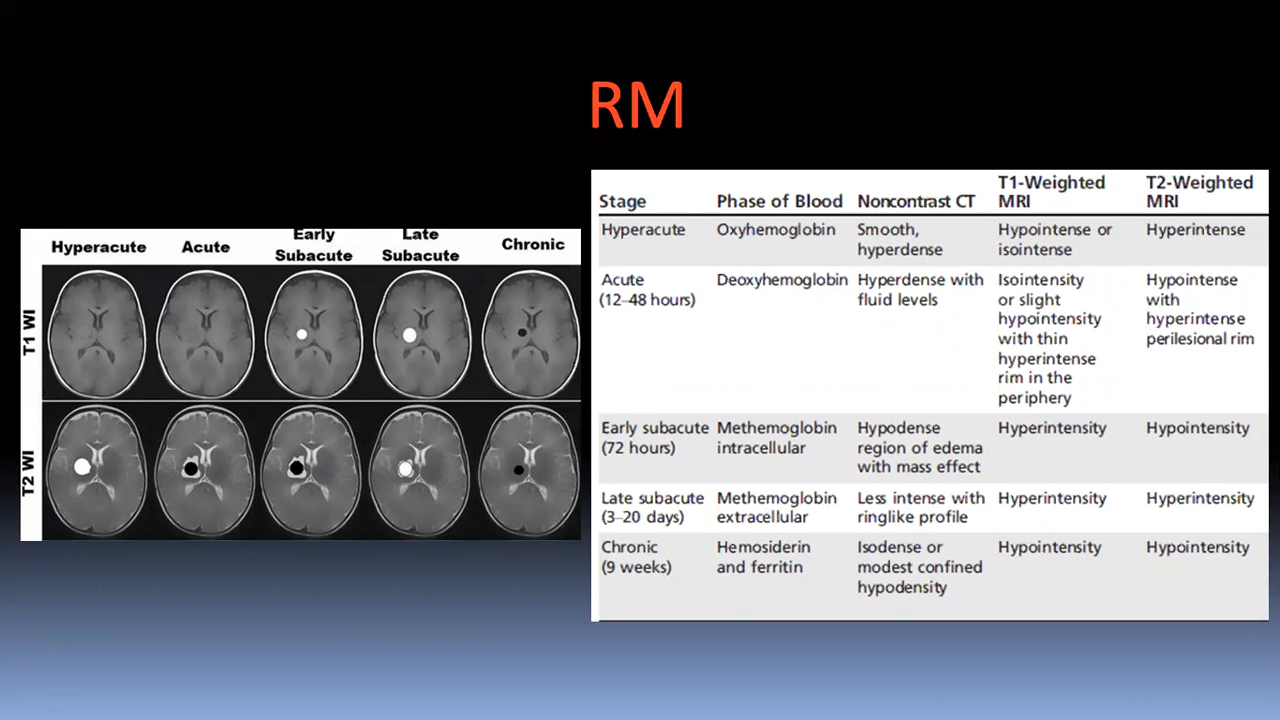 RM
Hyperacute
Acute
Early
Subacute
Late
Subacute
Chronic
T1 WI
T2 WI
Stage
Phase of Blood
Noncontrast CT
T1-Weighted
MRI
T2-Weighted
MRI
Hyperacute
Oxyhemoglobin
Smooth,
hyperdense
Hypointense or
isointense
Hyperintense
Acute
(12–48 hours)
Deoxyhemoglobin
Hyperdense with
fluid levels
Isointensity
or slight
hypointensity
with thin
hyperintense
rim in the
periphery
Hypointense
with
hyperintense
perilesional rim
Early subacute
(72 hours)
Methemoglobin
intracellular
Hypodense
region of edema
with mass effect
Hyperintensity
Hypointensity
Late subacute
(3–20 days)
Methemoglobin
extracellular
Less intense with
ringlike profile
Hyperintensity
Hyperintensity
Chronic
(9 weeks)
Hemosiderin
and ferritin
Isodense or
modest confined
hypodensity
Hypointensity
Hypointensity